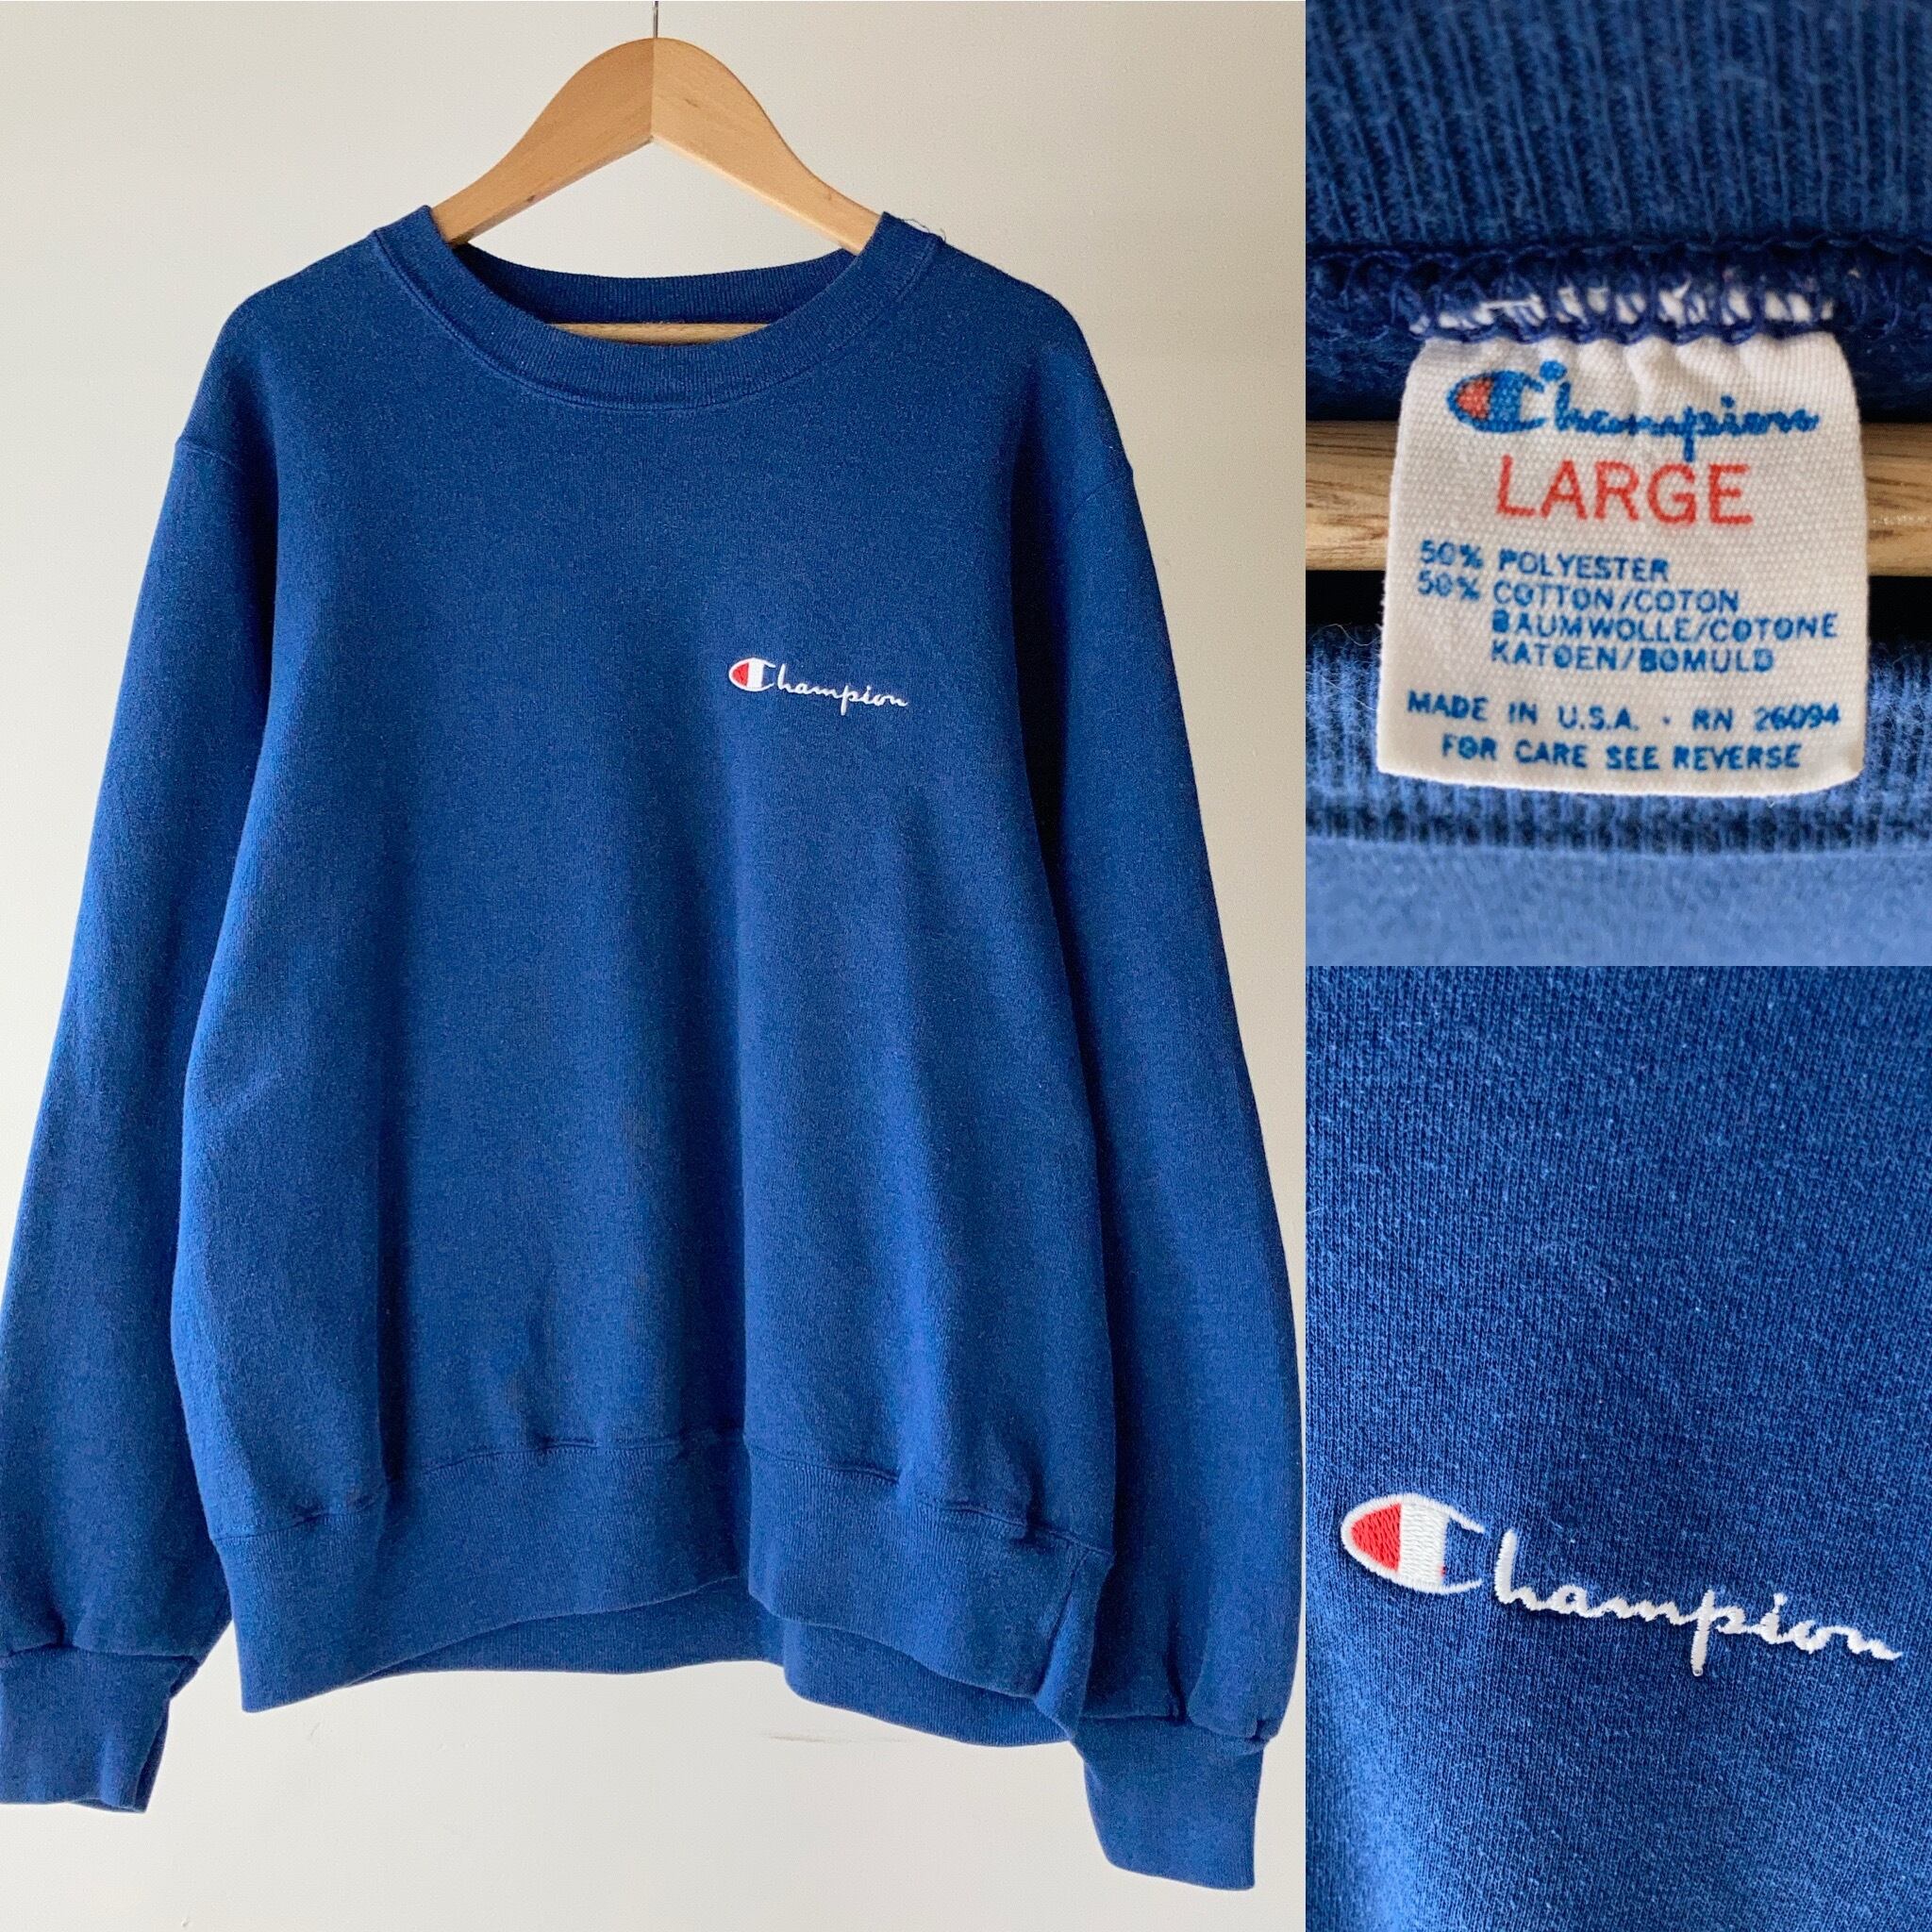 Champion
Champion
LARGE
50% POLYESTER
50% COTTON/COTON
BAUMWOLLE/COTONE
KATOEN/BOMULD
MADE IN U.S.A. · RN 26094
FOR CARE SEE REVERSE
Champion